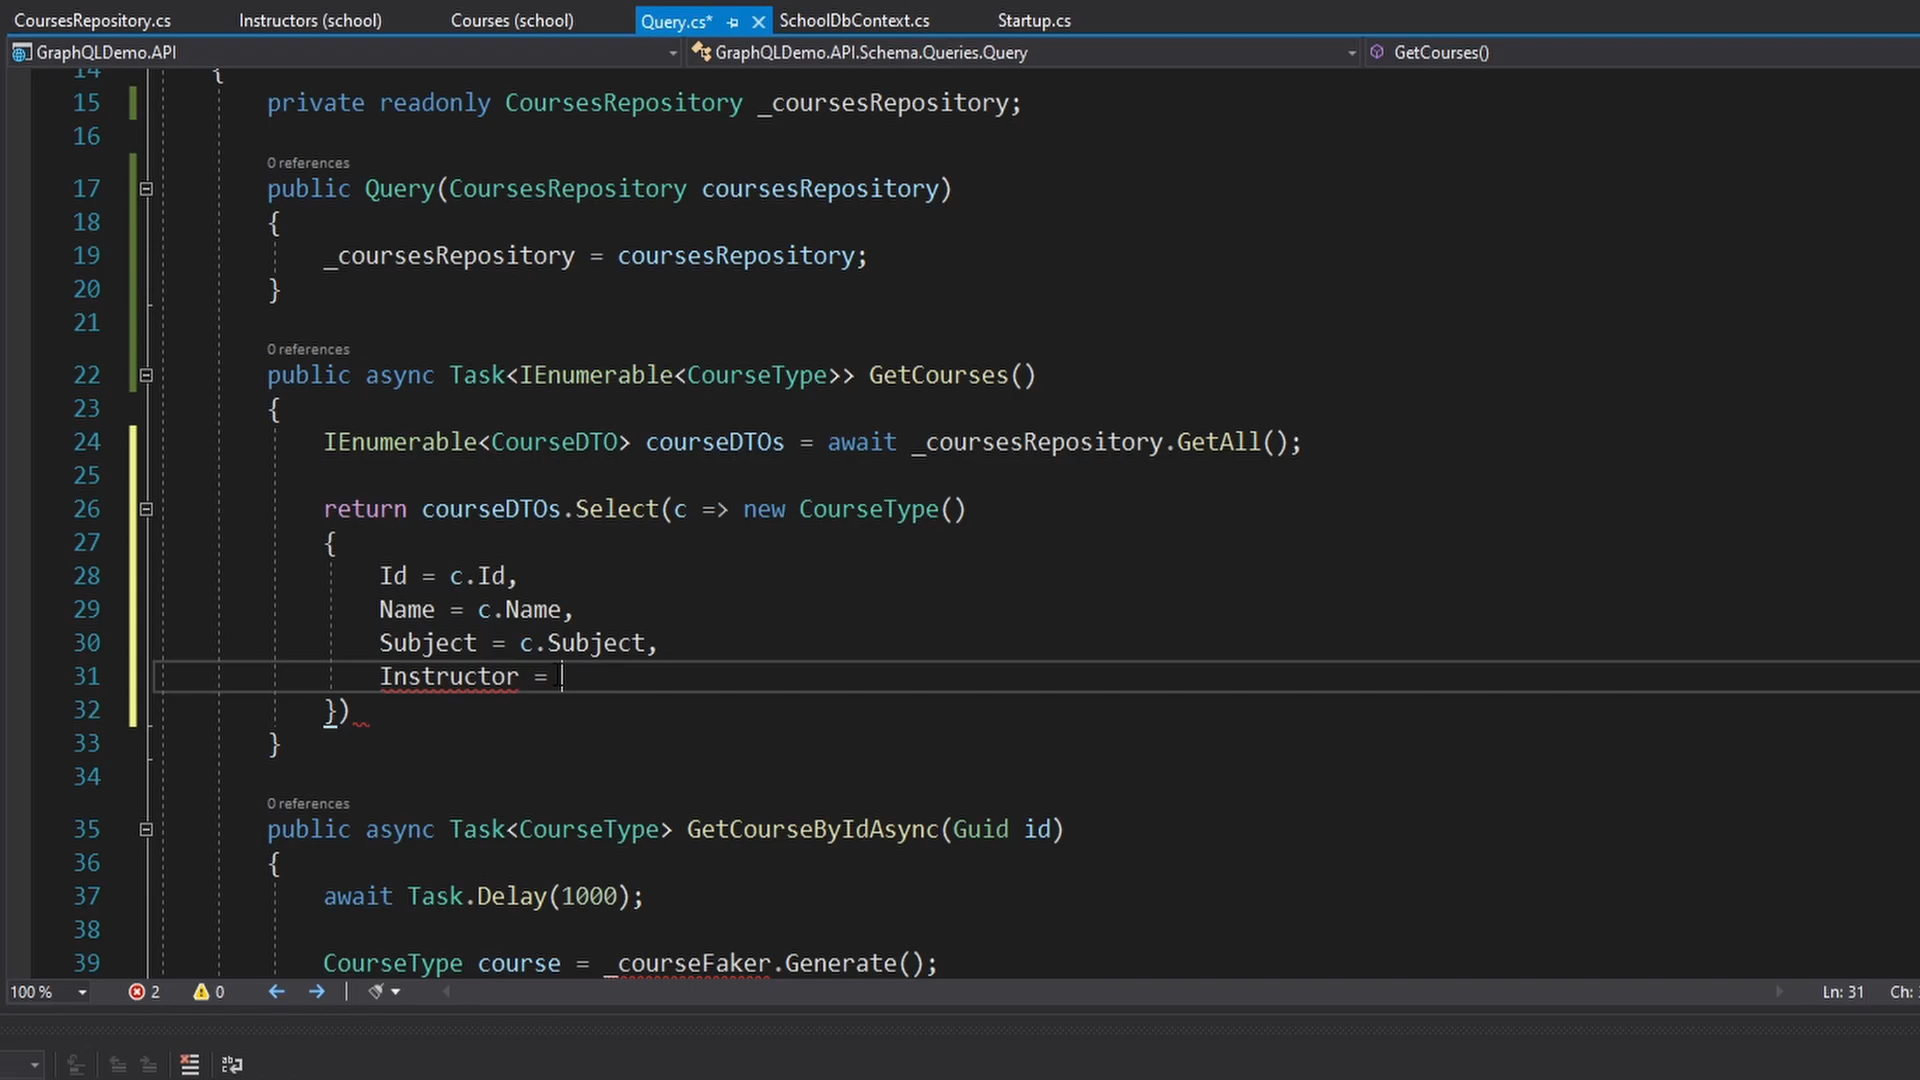 CoursesRepository.cs Instructors (school) Courses (school) Query.cs* SchoolDbContext.cs Startup.cs
GraphQLDemo.API GraphQLDemo.API.Schema.Queries.Query GetCourses()
14 {
15 private readonly CoursesRepository _coursesRepository;
16
0 references
17 public Query(CoursesRepository coursesRepository)
18 {
19 _coursesRepository = coursesRepository;
20 }
21
0 references
22 public async Task<IEnumerable<CourseType>> GetCourses()
23 {
24 IEnumerable<CourseDTO> courseDTOs = await _coursesRepository.GetAll();
25
26 return courseDTOs.Select(c => new CourseType()
27 {
28 Id = c.Id,
29 Name = c.Name,
30 Subject = c.Subject,
31 Instructor =
32 })
33 }
34
0 references
35 public async Task<CourseType> GetCourseByIdAsync(Guid id)
36 {
37 await Task.Delay(1000);
38
39 CourseType course = _courseFaker.Generate();
100 % 2 0 Ln: 31 Ch: